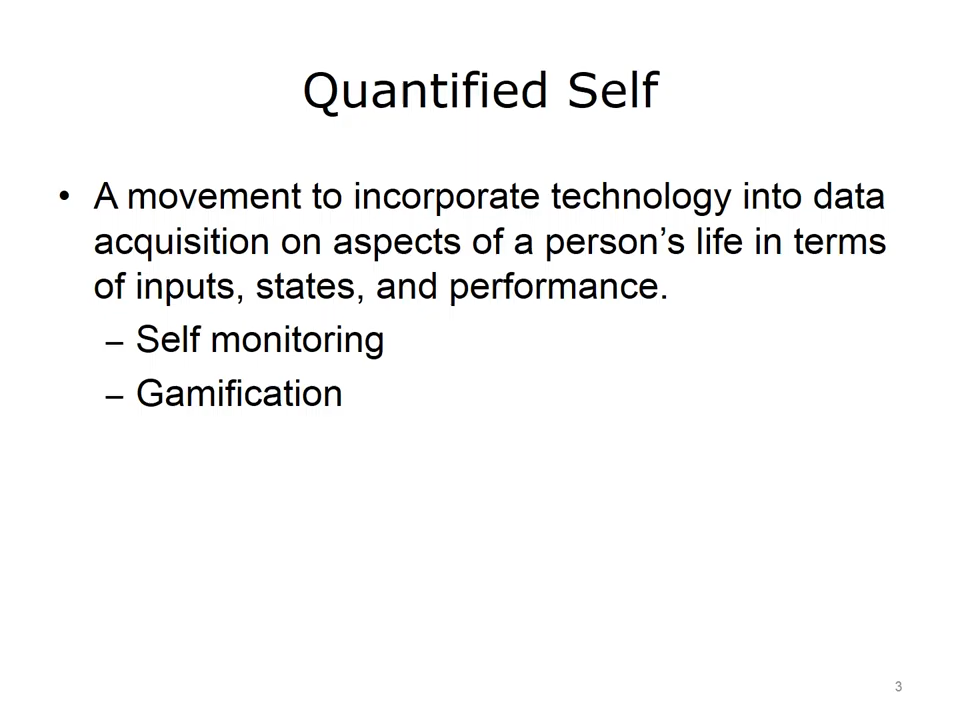 Quantified Self
• A movement to incorporate technology into data
acquisition on aspects of a person’s life in terms
of inputs, states, and performance.
– Self monitoring
– Gamification
3